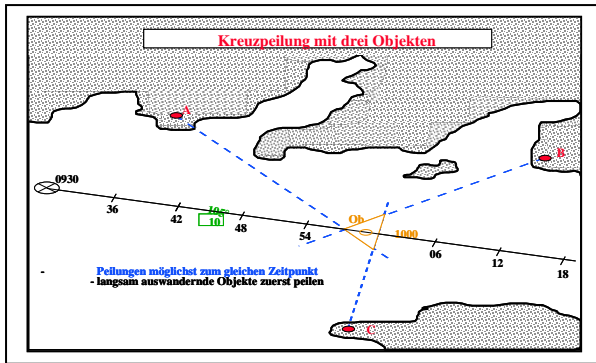 Kreuzpeilung mit drei Objekten
A
B
0930
36
42
10
48
54
Ob
1000
06
12
18
-
Peilungen möglichst zum gleichen Zeitpunkt
- langsam auswandernde Objekte zuerst peilen
C